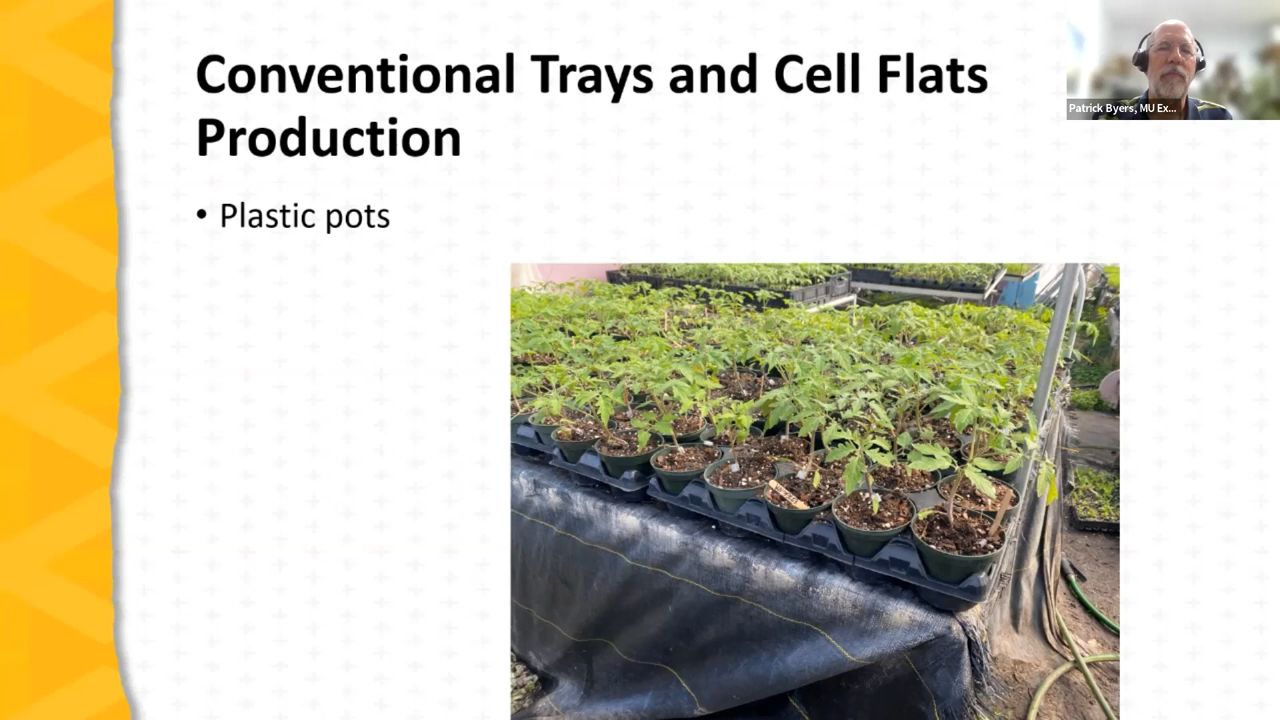 Conventional Trays and Cell Flats
Production
• Plastic pots
Patrick Byers, MU Ex...